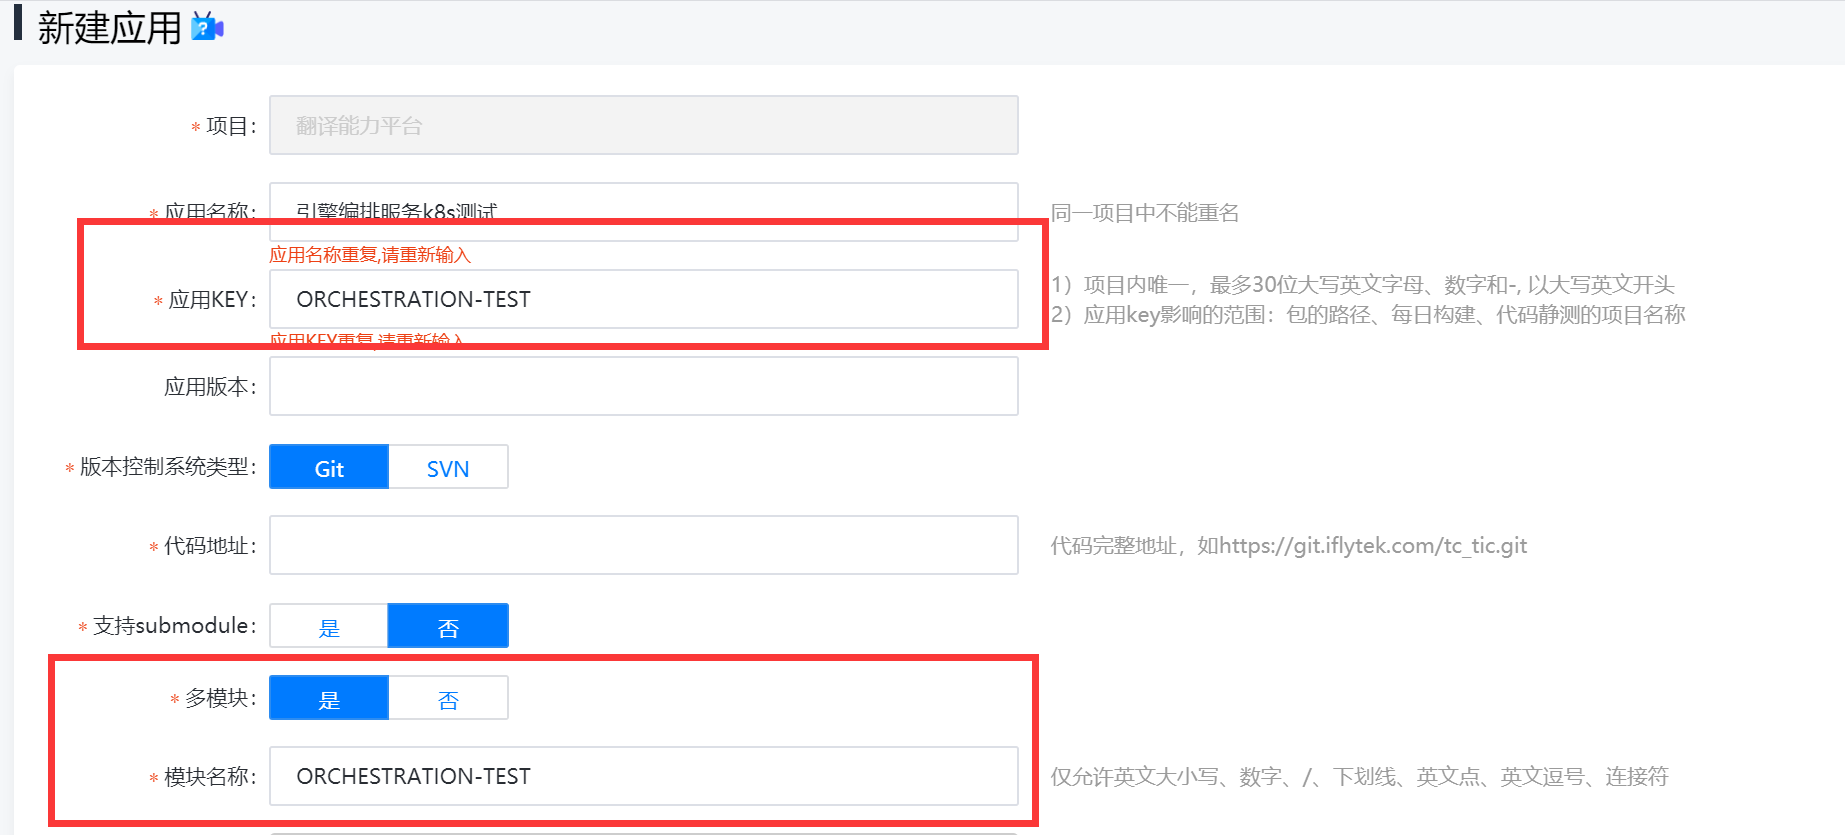 新建应用
* 项目：
翻译能力平台
* 应用名称：
引擎编排服务k8s测试
同一项目中不能重名
应用名称重复,请重新输入
* 应用KEY：
ORCHESTRATION-TEST
1）项目内唯一，最多30位大写英文字母、数字和-, 以大写英文开头
2）应用key影响的范围：包的路径、每日构建、代码静测的项目名称
应用KEY重复,请重新输入
应用版本：
* 版本控制系统类型：
Git
SVN
* 代码地址：
代码完整地址，如https://git.iflytek.com/tc_tic.git
* 支持submodule：
是
否
* 多模块：
是
否
* 模块名称：
ORCHESTRATION-TEST
仅允许英文大小写、数字、/、下划线、英文点、英文逗号、连接符